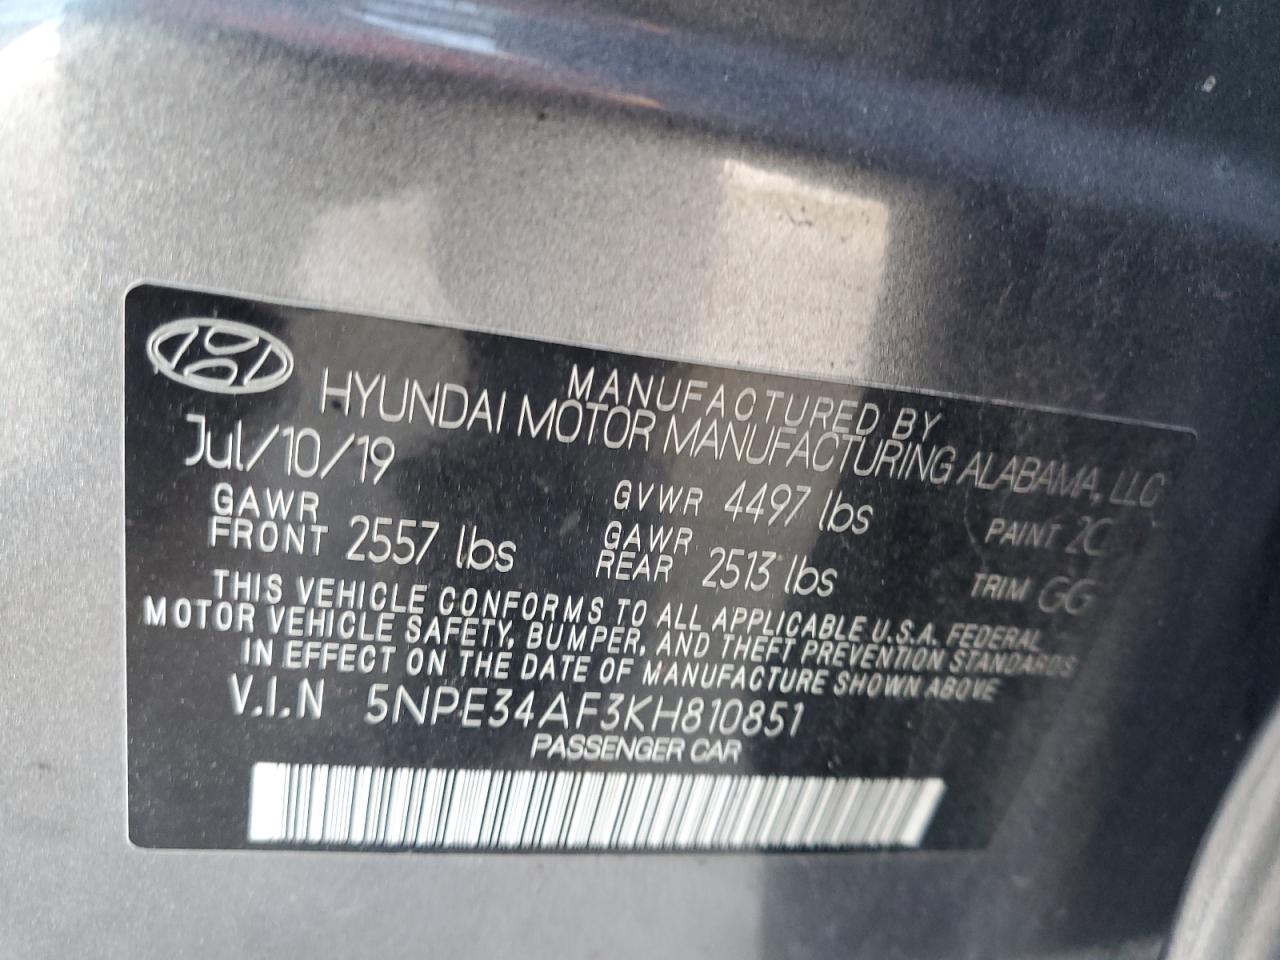 MANUFACTURED BY
HYUNDAI MOTOR MANUFACTURING ALABAMA, LLC
Jul/10/19
GAWR FRONT 2557 lbs
GVWR 4497 lbs
GAWR REAR 2513 lbs
PAINT
TRIM GG
THIS VEHICLE CONFORMS TO ALL APPLICABLE U.S.A. FEDERAL
MOTOR VEHICLE SAFETY, BUMPER, AND THEFT PREVENTION STANDARDS
IN EFFECT ON THE DATE OF MANUFACTURE SHOWN ABOVE
V.I.N 5NPE34AF3KH810851
PASSENGER CAR